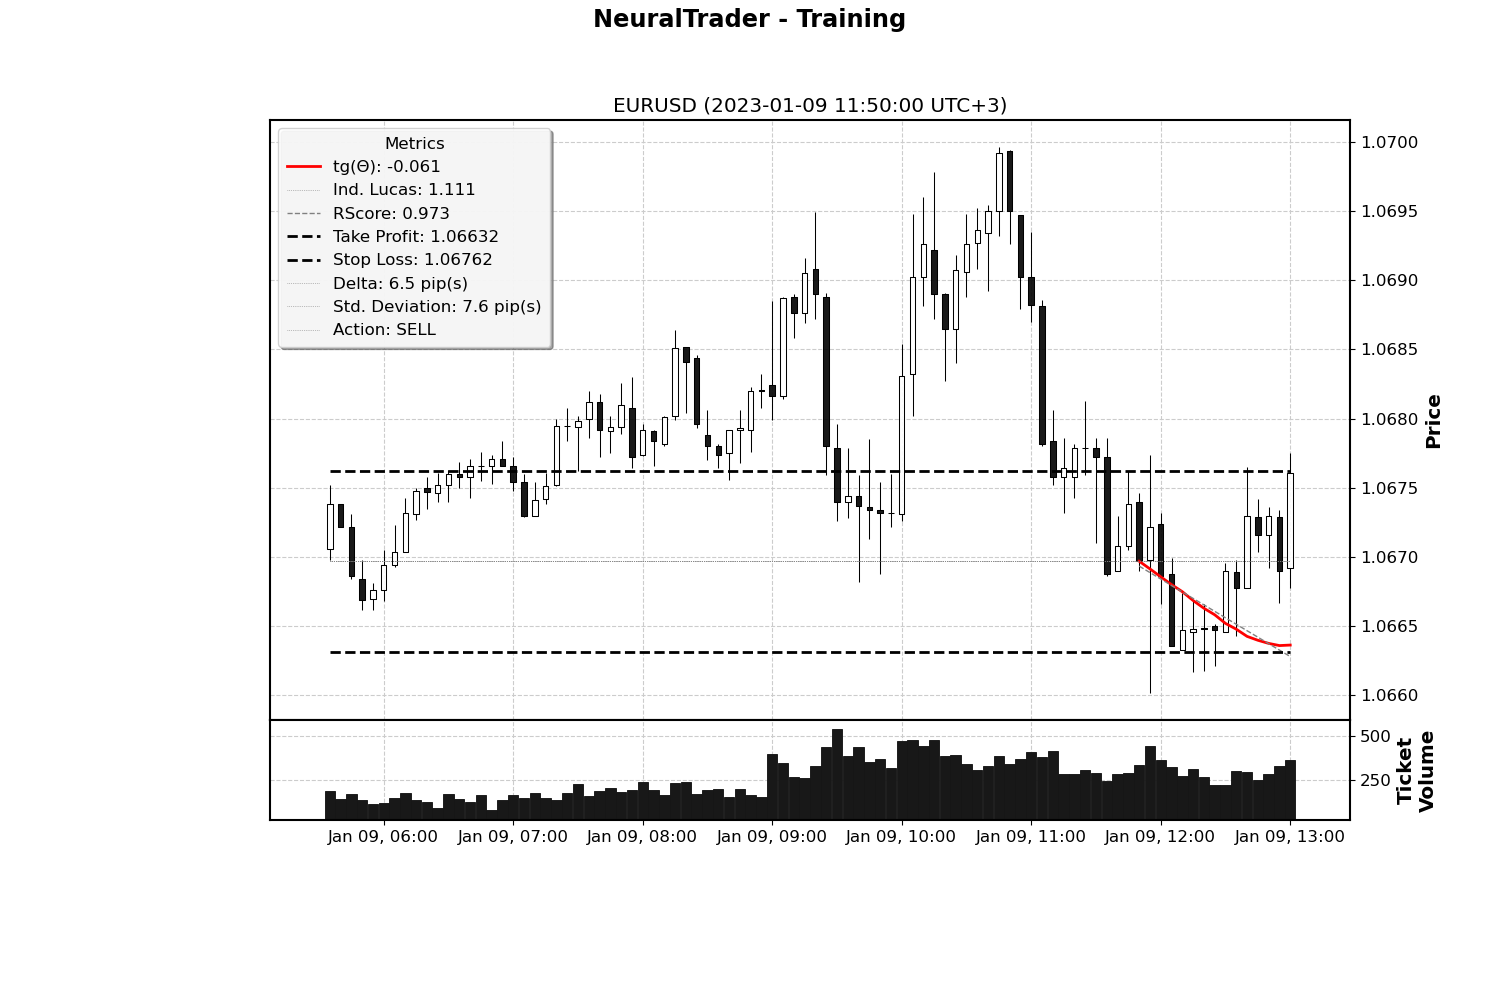 NeuralTrader - Training
EURUSD (2023-01-09 11:50:00 UTC+3)
Metrics
tg(Θ): -0.061
Ind. Lucas: 1.111
RScore: 0.973
Take Profit: 1.06632
Stop Loss: 1.06762
Delta: 6.5 pip(s)
Std. Deviation: 7.6 pip(s)
Action: SELL
1.0700
1.0695
1.0690
1.0685
1.0680
1.0675
1.0670
1.0665
1.0660
Price
500
250
Ticket
Volume
Jan 09, 06:00
Jan 09, 07:00
Jan 09, 08:00
Jan 09, 09:00
Jan 09, 10:00
Jan 09, 11:00
Jan 09, 12:00
Jan 09, 13:00